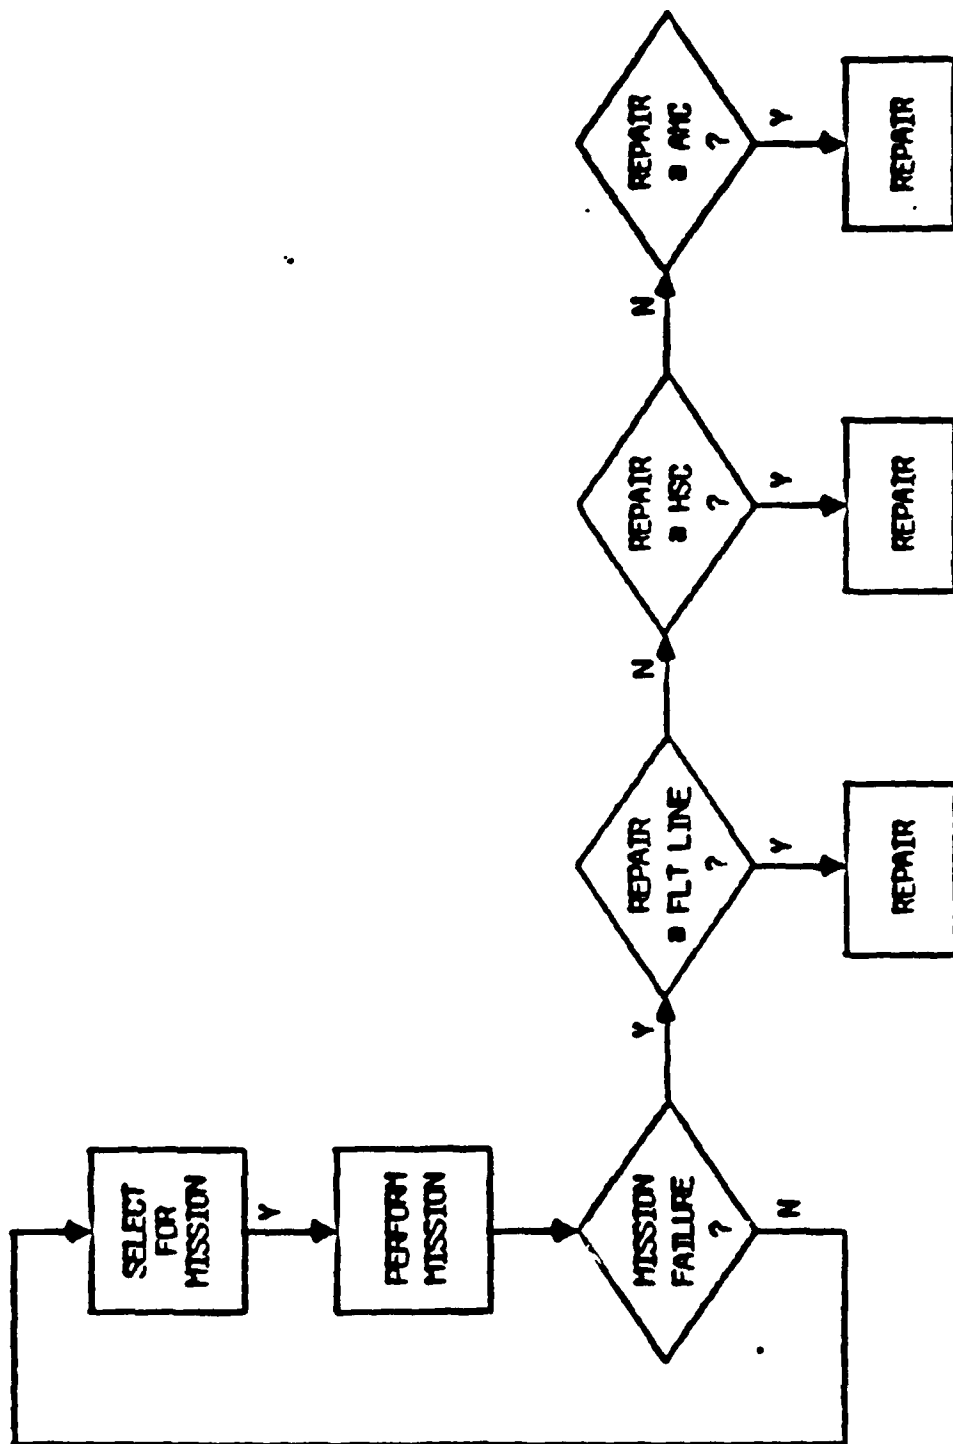 SELECT
FOR
MISSION
Y
PERFORM
MISSION
MISSION
FAILURE
?
N
Y
REPAIR
@ FLT LINE
?
Y
REPAIR
N
REPAIR
@ HSC
?
Y
REPAIR
N
REPAIR
@ AMC
?
Y
REPAIR